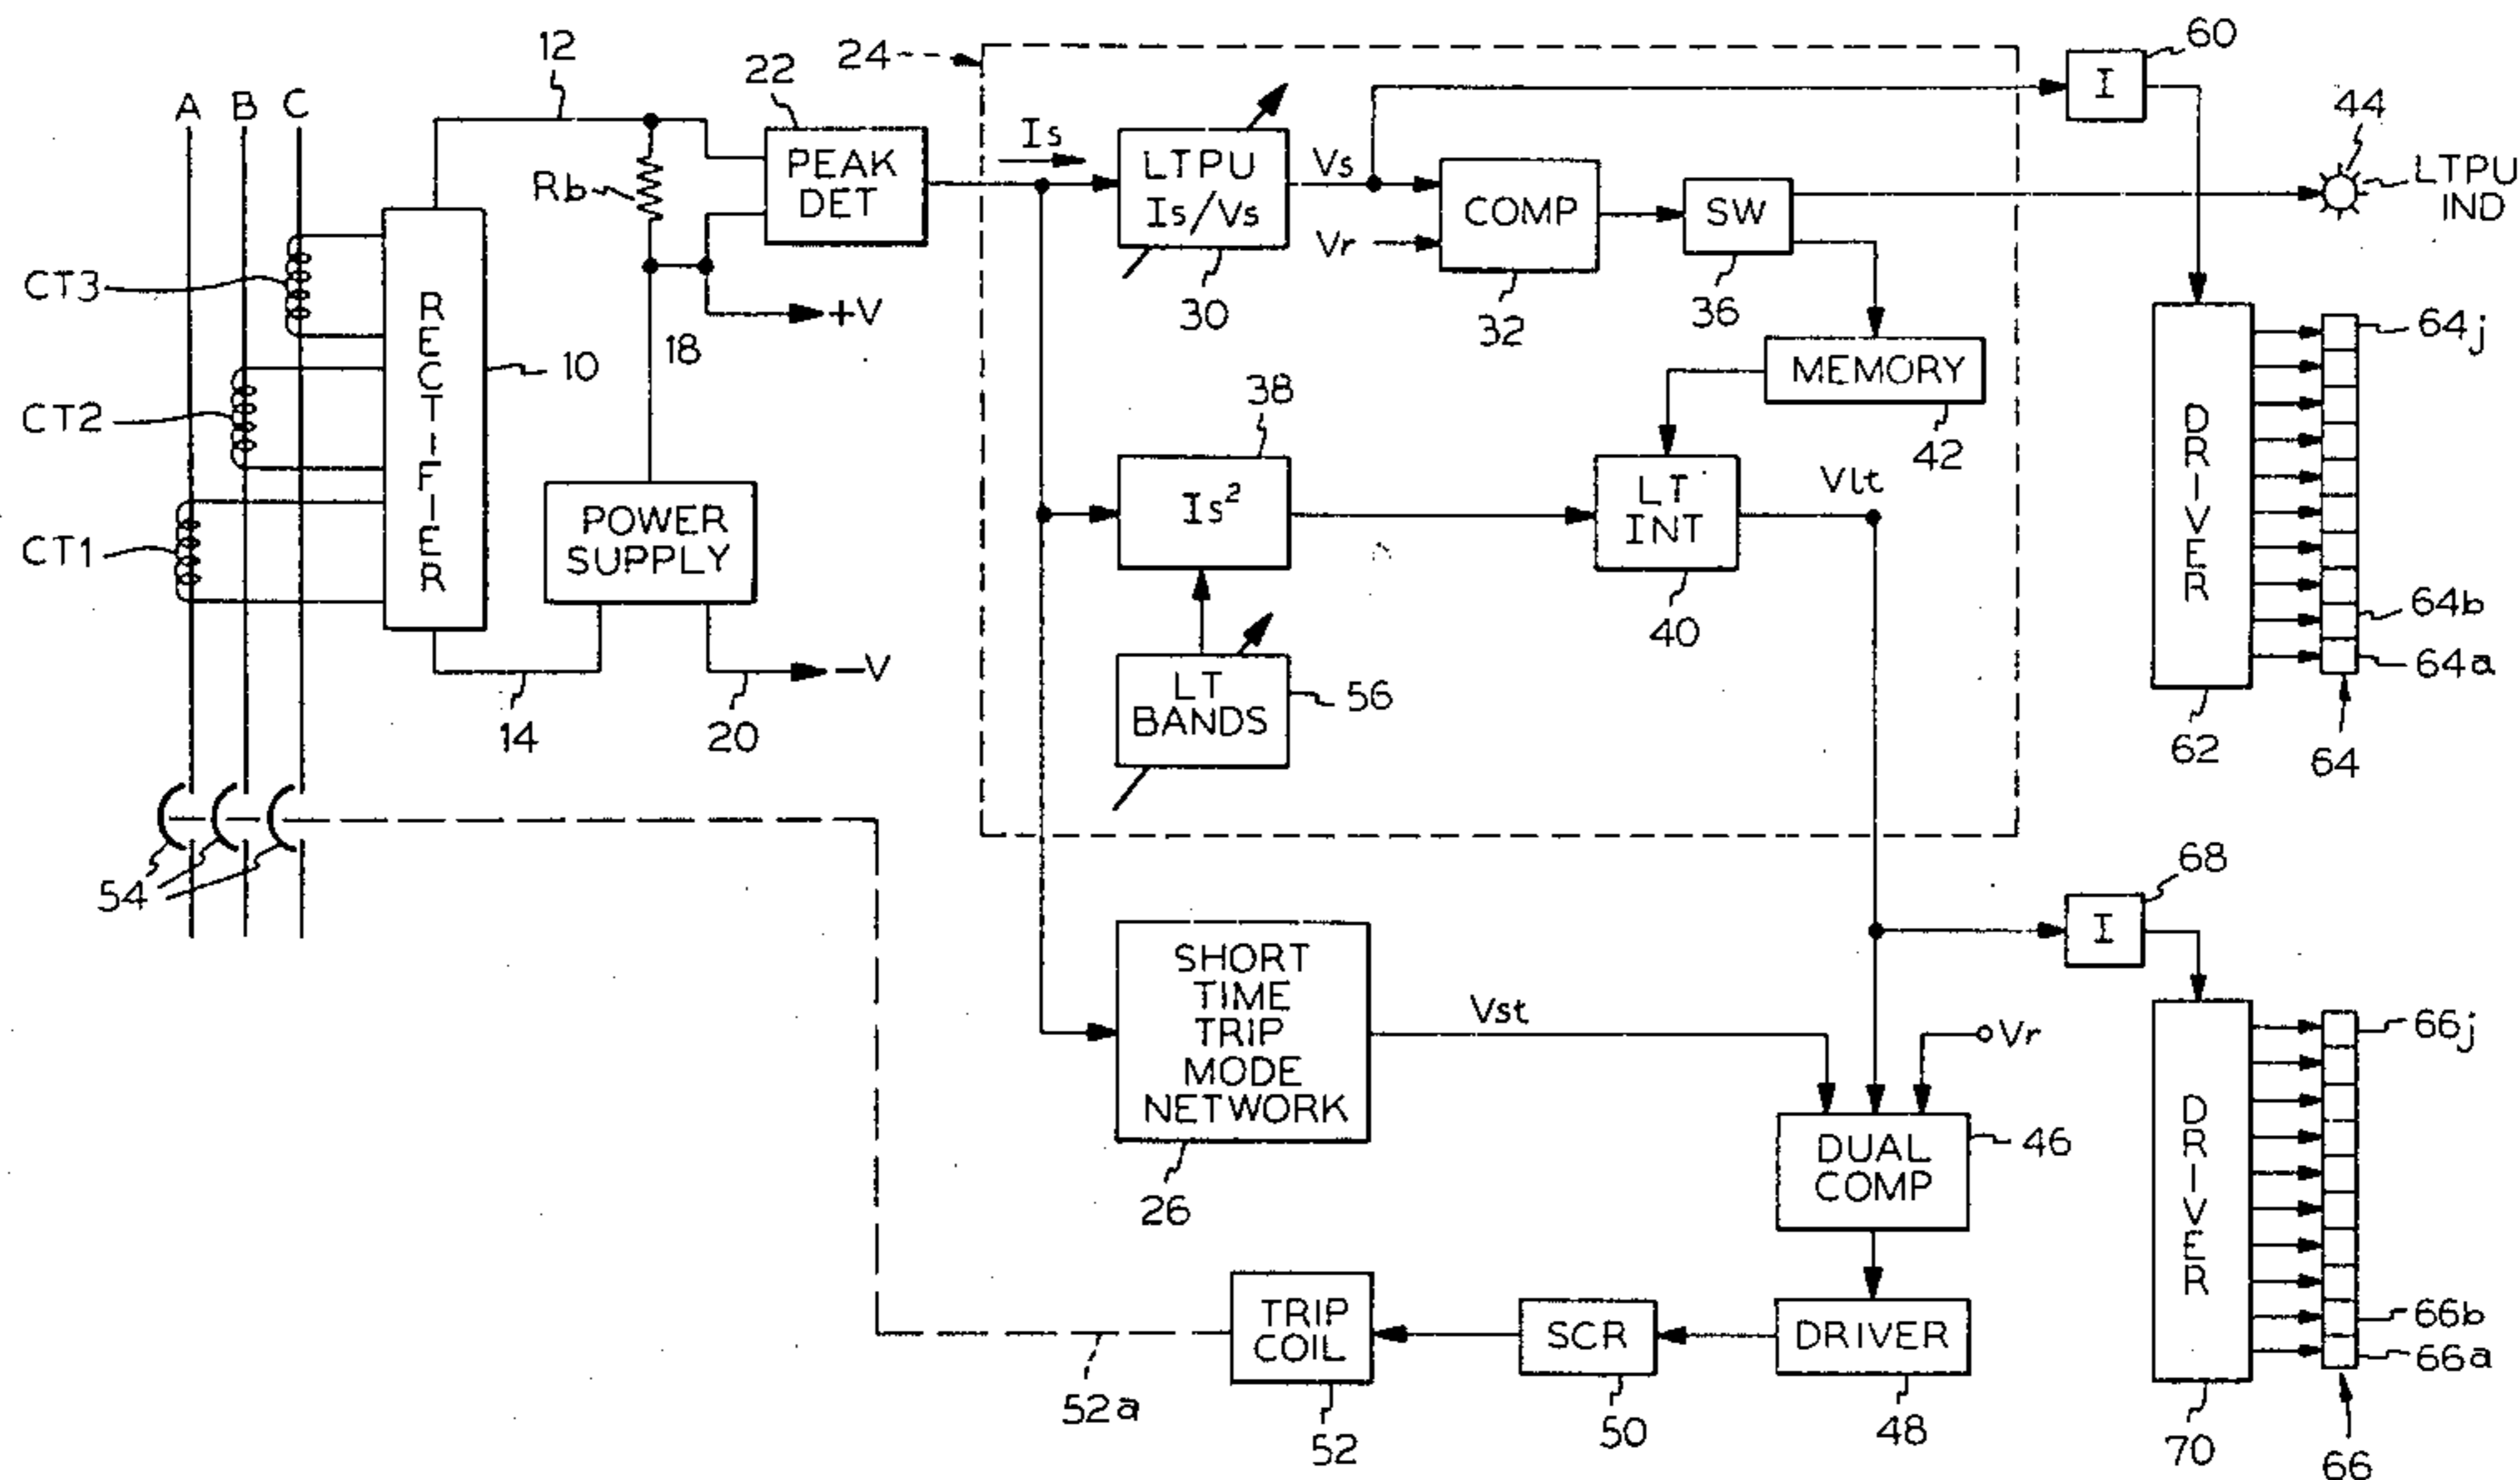 12
22
24
60
A B C
I
44
Rb
PEAK
DET
Is
LTPU
Is/Vs
Vs
Vr
COMP
SW
LTPU
IND
CT3
CT2
CT1
RECTIFIER
10
18
+V
30
32
36
MEMORY
42
38
Is²
LT
INT
Vlt
40
POWER
SUPPLY
14
20
−V
LT
BANDS
56
DRIVER
62
64j
64b
64a
64
54
SHORT
TIME
TRIP
MODE
NETWORK
26
Vst
Vr
68
I
DUAL
COMP
46
DRIVER
70
66j
66b
66a
66
52a
TRIP
COIL
52
SCR
50
DRIVER
48